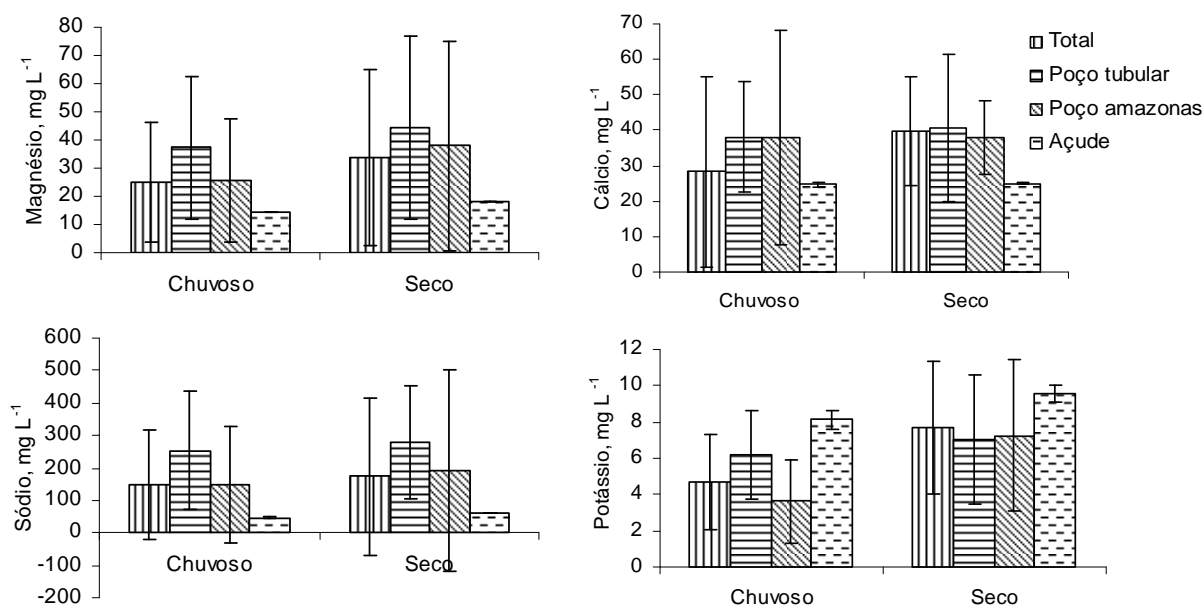 Magnésio, mg L-1
80
70
60
50
40
30
20
10
0
Chuvoso Seco
Cálcio, mg L-1
70
60
50
40
30
20
10
0
Chuvoso Seco
Total
Poço tubular
Poço amazonas
Açude
Sódio, mg L-1
600
500
400
300
200
100
0
-100
-200
Chuvoso Seco
Potássio, mg L-1
12
10
8
6
4
2
0
Chuvoso Seco